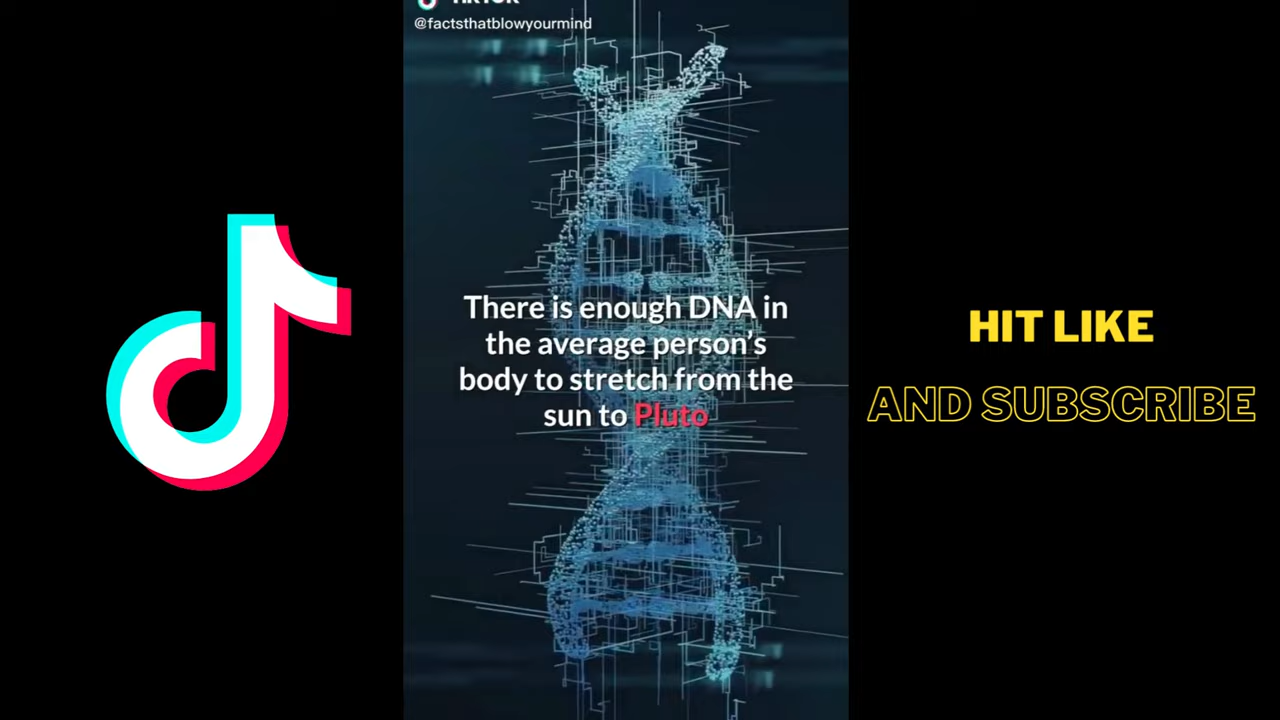 TikTok
@factsthatblowyourmind
There is enough DNA in
the average person’s
body to stretch from the
sun to Pluto
HIT LIKE
AND SUBSCRIBE